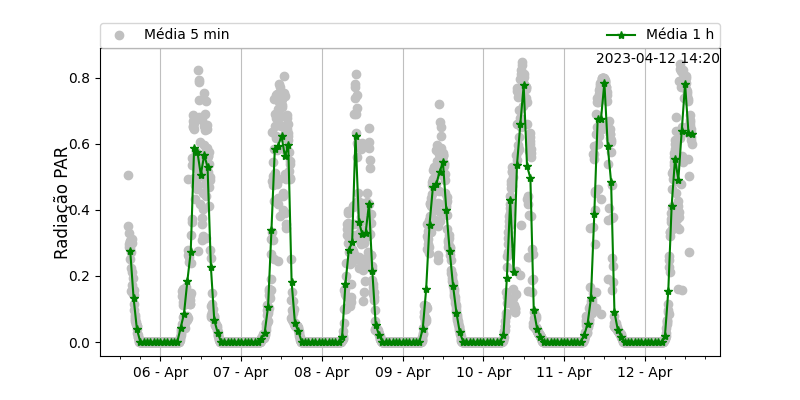 Média 5 min
Média 1 h
2023-04-12 14:20
Radiação PAR
0.8
0.6
0.4
0.2
0.0
06 - Apr
07 - Apr
08 - Apr
09 - Apr
10 - Apr
11 - Apr
12 - Apr